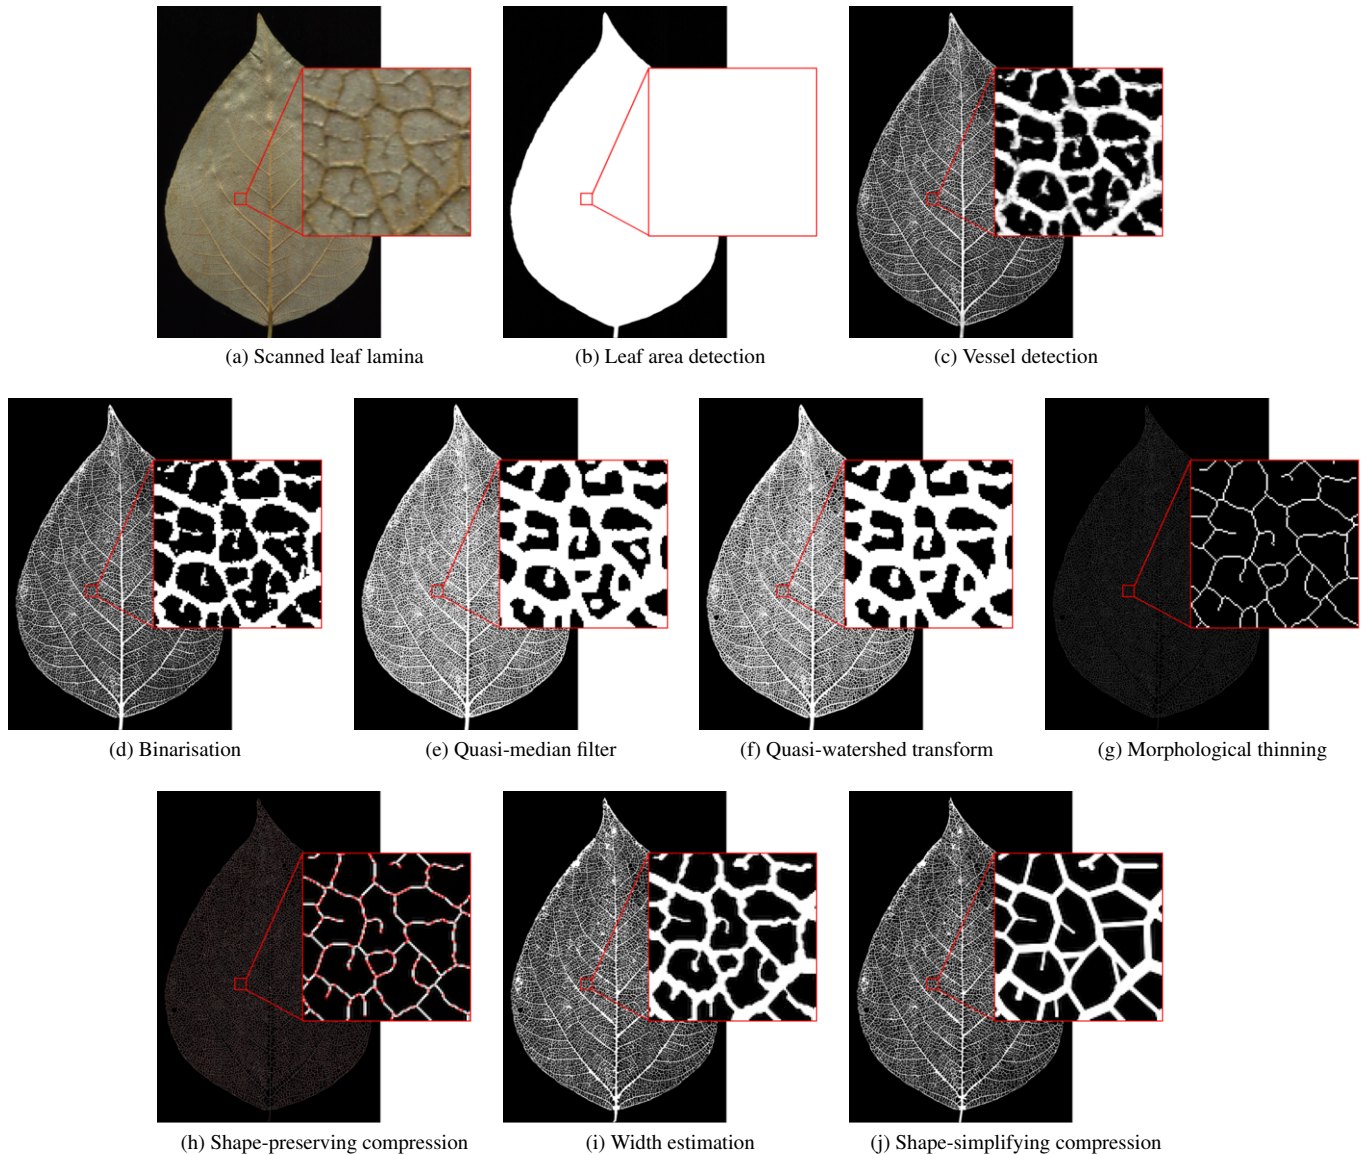 (a) Scanned leaf lamina
(b) Leaf area detection
(c) Vessel detection
(d) Binarisation
(e) Quasi-median filter
(f) Quasi-watershed transform
(g) Morphological thinning
(h) Shape-preserving compression
(i) Width estimation
(j) Shape-simplifying compression